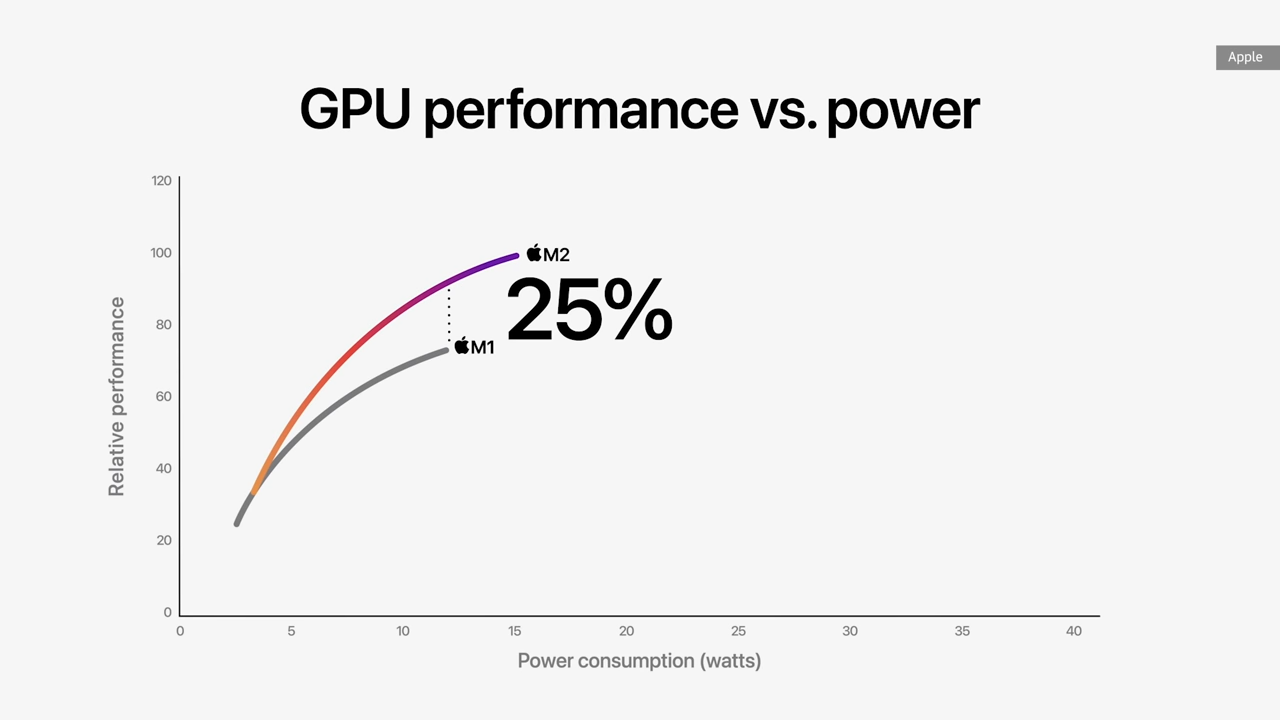 Apple
GPU performance vs. power
120
100
80
60
40
20
0
Relative performance
M2
25%
M1
0 5 10 15 20 25 30 35 40
Power consumption (watts)